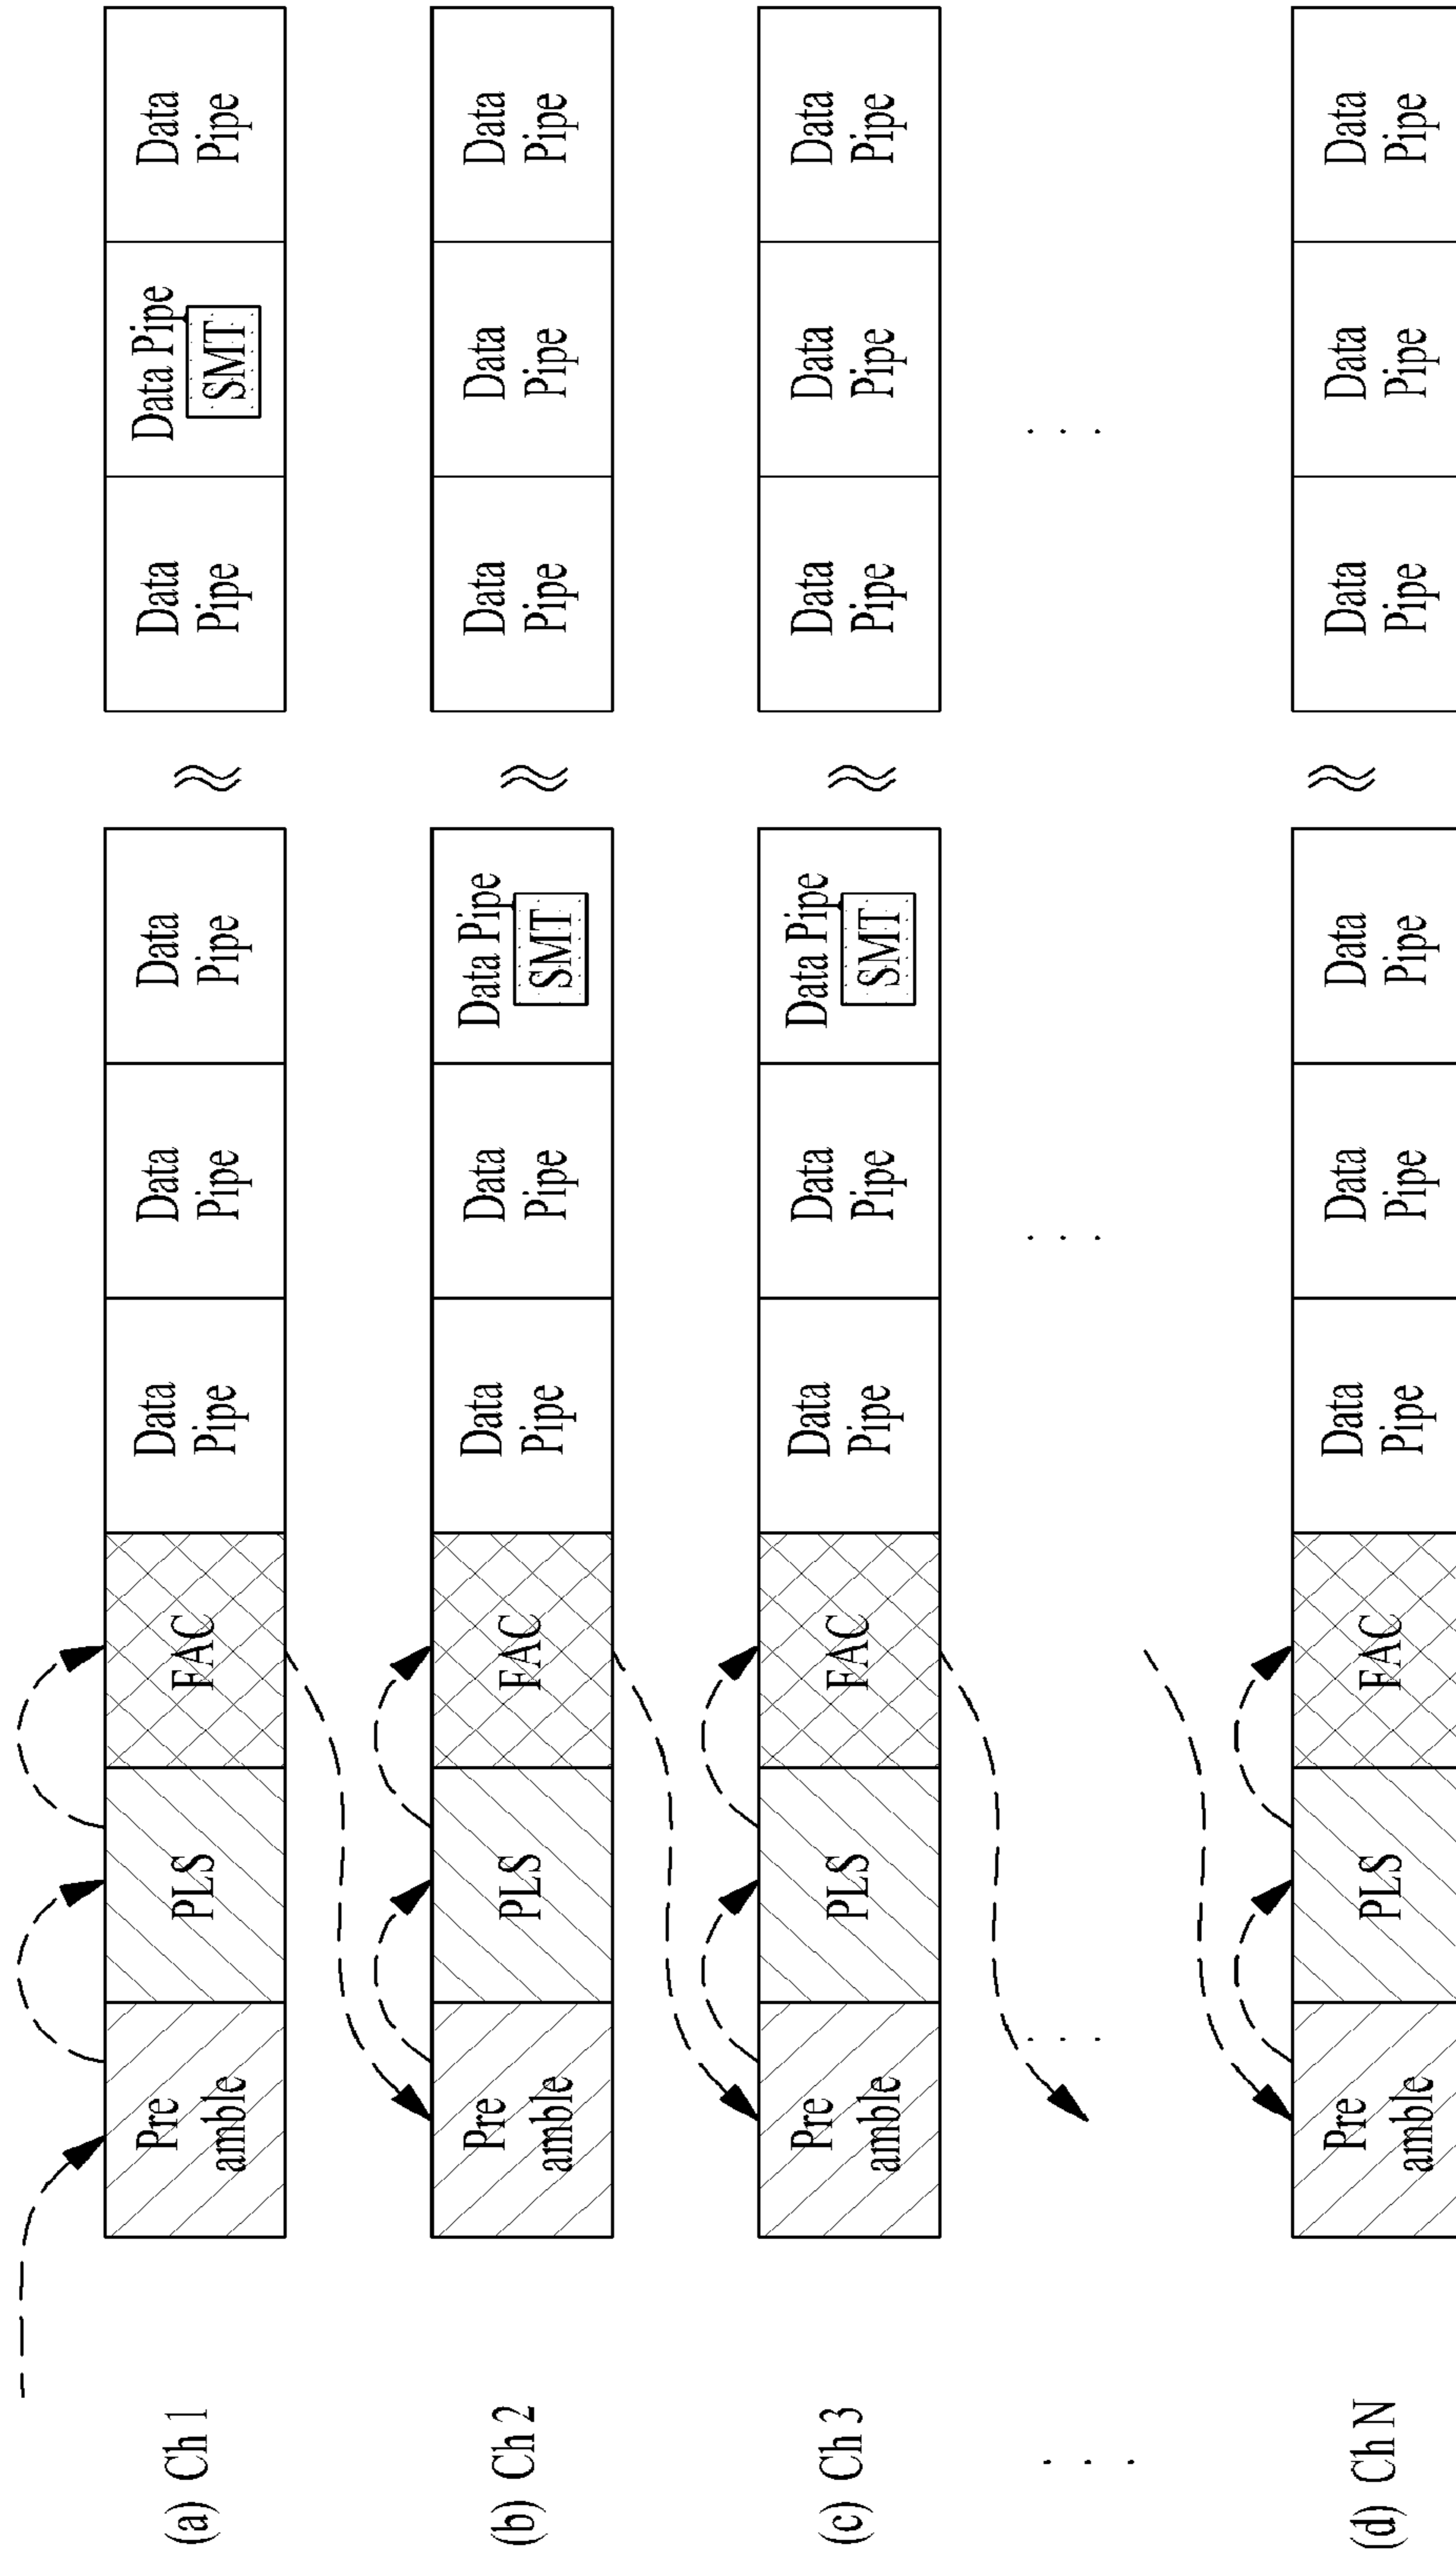 (a) Ch 1
Pre
amble
PLS
FAC
Data
Pipe
Data
Pipe
Data
Pipe
≈
Data
Pipe
Data Pipe
SMT
Data
Pipe
(b) Ch 2
Pre
amble
PLS
FAC
Data
Pipe
Data
Pipe
Data Pipe
SMT
≈
Data
Pipe
Data
Pipe
Data
Pipe
(c) Ch 3
Pre
amble
PLS
FAC
Data
Pipe
Data
Pipe
Data Pipe
SMT
≈
Data
Pipe
Data
Pipe
Data
Pipe
. . .
. . .
. . .
. . .
(d) Ch N
Pre
amble
PLS
FAC
Data
Pipe
Data
Pipe
Data
Pipe
≈
Data
Pipe
Data
Pipe
Data
Pipe